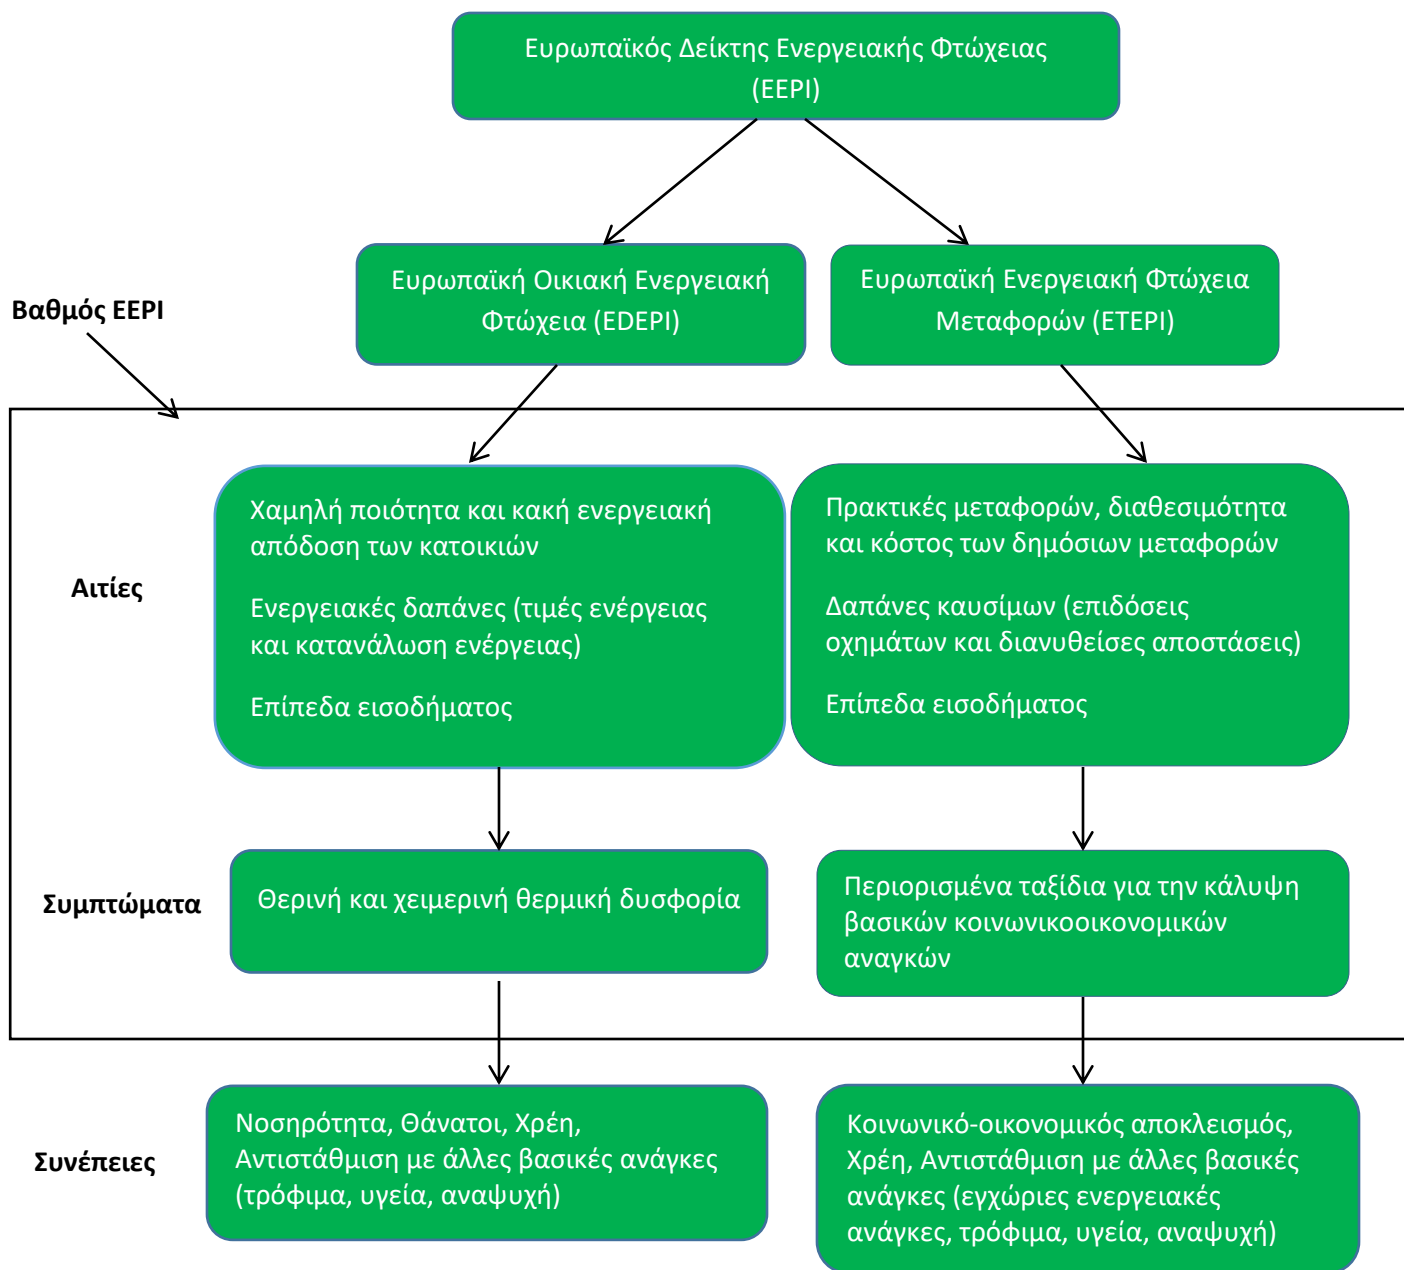 Ευρωπαϊκός Δείκτης Ενεργειακής Φτώχειας
(EEPI)
Ευρωπαϊκή Οικιακή Ενεργειακή
Φτώχεια (EDEPI)
Ευρωπαϊκή Ενεργειακή Φτώχεια
Μεταφορών (ETEPI)
Βαθμός EEPI
Αιτίες
Χαμηλή ποιότητα και κακή ενεργειακή
απόδοση των κατοικιών
Ενεργειακές δαπάνες (τιμές ενέργειας
και κατανάλωση ενέργειας)
Επίπεδα εισοδήματος
Πρακτικές μεταφορών, διαθεσιμότητα
και κόστος των δημόσιων μεταφορών
Δαπάνες καυσίμων (επιδόσεις
οχημάτων και διανυθείσες αποστάσεις)
Επίπεδα εισοδήματος
Συμπτώματα
Θερινή και χειμερινή θερμική δυσφορία
Περιορισμένα ταξίδια για την κάλυψη
βασικών κοινωνικοοικονομικών
αναγκών
Συνέπειες
Νοσηρότητα, Θάνατοι, Χρέη,
Αντιστάθμιση με άλλες βασικές ανάγκες
(τρόφιμα, υγεία, αναψυχή)
Κοινωνικό-οικονομικός αποκλεισμός,
Χρέη, Αντιστάθμιση με άλλες βασικές
ανάγκες (εγχώριες ενεργειακές
ανάγκες, τρόφιμα, υγεία, αναψυχή)